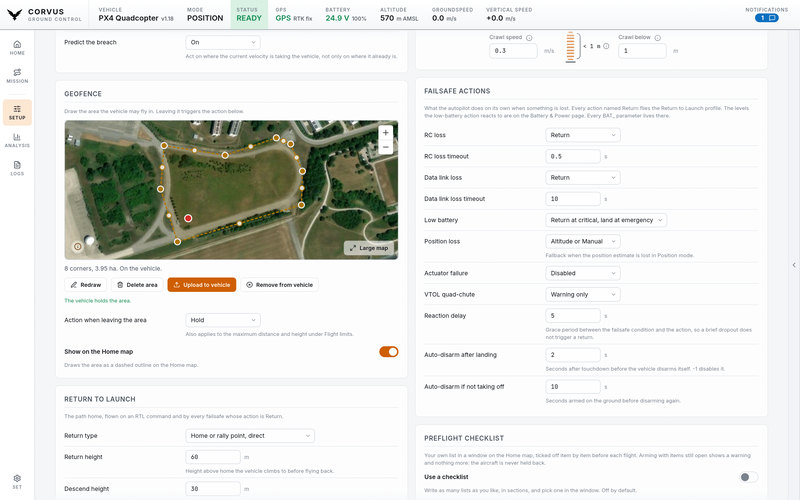 CORVUS
GROUND CONTROL
VEHICLE
PX4 Quadcopter v1.18
MODE
POSITION
STATUS
READY
GPS
GPS RTK fix
BATTERY
24.9 V 100%
ALTITUDE
570 m AMSL
GROUNDSPEED
0.0 m/s
VERTICAL SPEED
+0.0 m/s
NOTIFICATIONS
1
HOME
MISSION
SETUP
ANALYSIS
LOGS
SET
Predict the breach
On
Act on where the current velocity is taking the vehicle, not only on where it already is.
GEOFENCE
Draw the area the vehicle may fly in. Leaving it triggers the action below.
+
−
Large map
8 corners, 3.95 ha. On the vehicle.
Redraw
Delete area
Upload to vehicle
Remove from vehicle
The vehicle holds the area.
Action when leaving the area
Hold
Also applies to the maximum distance and height under Flight limits.
Show on the Home map
Draws the area as a dashed outline on the Home map.
RETURN TO LAUNCH
The path home, flown on an RTL command and by every failsafe whose action is Return.
Return type
Home or rally point, direct
Return height
60 m
Height above home the vehicle climbs to before flying back.
Descend height
30 m
Crawl speed
0.3 m/s
< 1 m
Crawl below
1 m
FAILSAFE ACTIONS
What the autopilot does on its own when something is lost. Every action named Return flies the Return to Launch profile. The levels
the low-battery action reacts to are on the Battery & Power page. Every BAT_ parameter lives there.
RC loss
Return
RC loss timeout
0.5 s
Data link loss
Return
Data link loss timeout
10 s
Low battery
Return at critical, land at emergency
Position loss
Altitude or Manual
Fallback when the position estimate is lost in Position mode.
Actuator failure
Disabled
VTOL quad-chute
Warning only
Reaction delay
5 s
Grace period between the failsafe condition and the action, so a brief dropout does
not trigger a return.
Auto-disarm after landing
2 s
Seconds after touchdown before the vehicle disarms itself. -1 disables it.
Auto-disarm if not taking off
10 s
Seconds armed on the ground before disarming again.
PREFLIGHT CHECKLIST
Your own list in a window on the Home map, ticked off item by item before each flight. Arming with items still open shows a warning
and nothing more: the aircraft is never held back.
Use a checklist
Write as many lists as you like, in sections, and pick one in the window. Off by default.